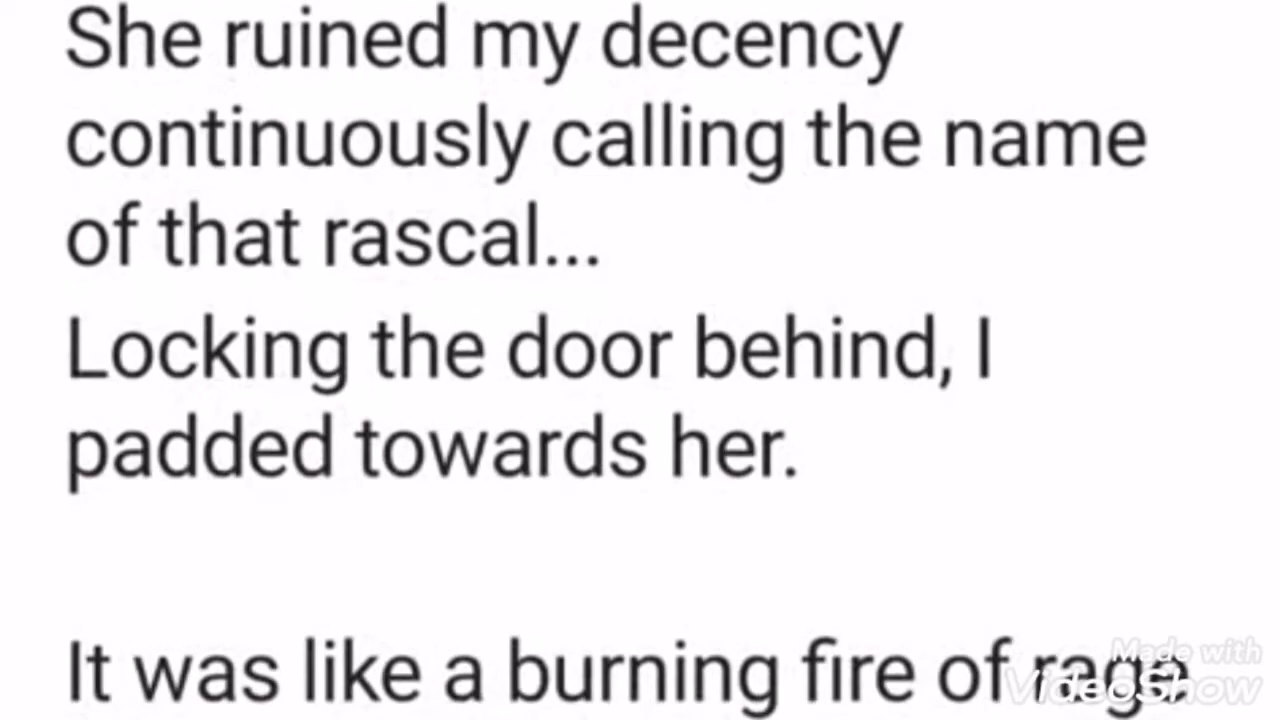 She ruined my decency
continuously calling the name
of that rascal...
Locking the door behind, I
padded towards her.
It was like a burning fire of rage
Made with
VideoShow